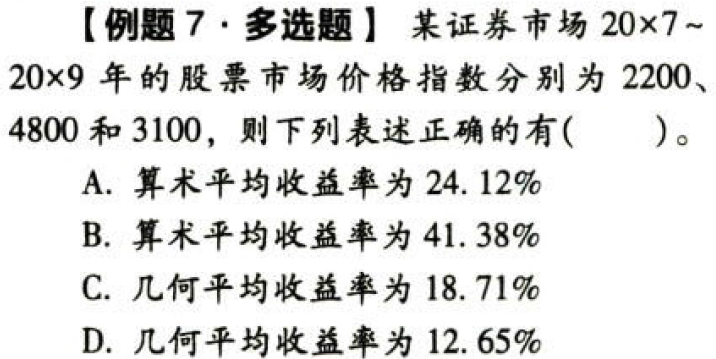 【例题 7·多选题】 某证券市场 20×7~
20×9 年的股票市场价格指数分别为 2200、
4800 和 3100，则下列表述正确的有(  )。
A. 算术平均收益率为 24.12%
B. 算术平均收益率为 41.38%
C. 几何平均收益率为 18.71%
D. 几何平均收益率为 12.65%